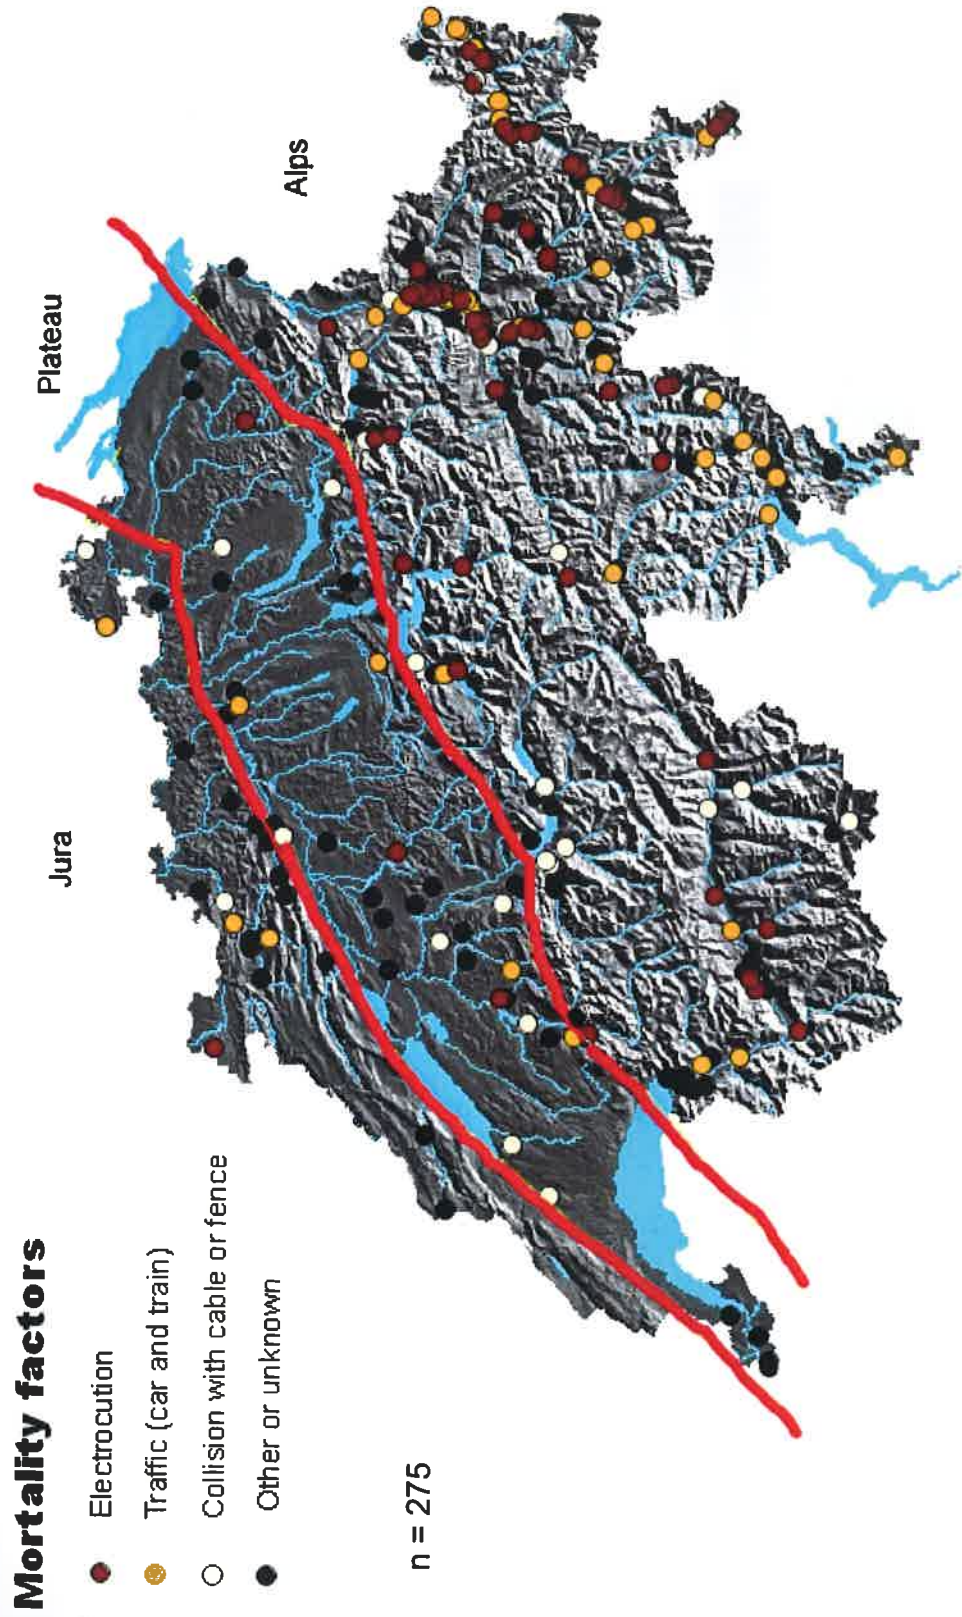 Mortality factors
Electrocution
Traffic (car and train)
Collision with cable or fence
Other or unknown
n = 275
Jura
Plateau
Alps